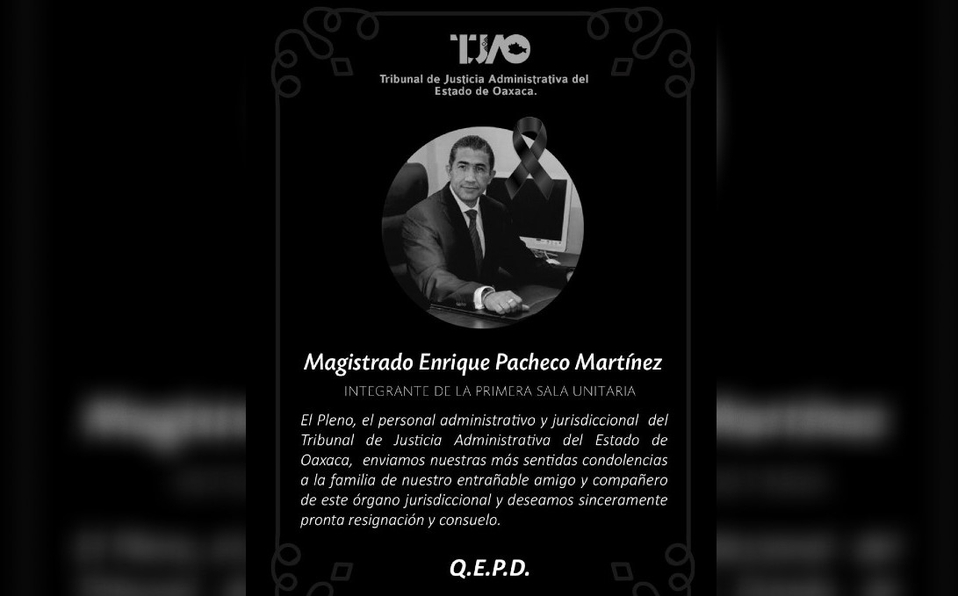 TJAO
Tribunal de Justicia Administrativa del
Estado de Oaxaca.
Magistrado Enrique Pacheco Martínez
INTEGRANTE DE LA PRIMERA SALA UNITARIA
El Pleno, el personal administrativo y jurisdiccional del
Tribunal de Justicia Administrativa del Estado de
Oaxaca, enviamos nuestras más sentidas condolencias
a la familia de nuestro entrañable amigo y compañero
de este órgano jurisdiccional y deseamos sinceramente
pronta resignación y consuelo.
Q.E.P.D.